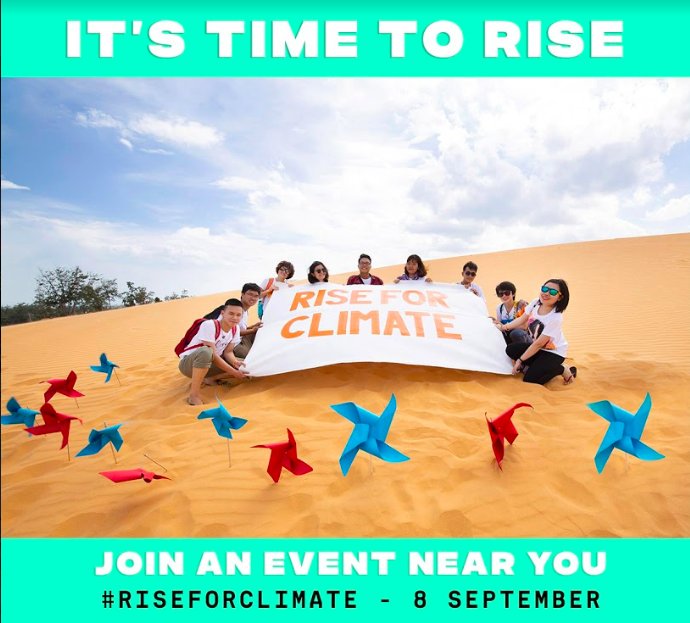 IT'S TIME TO RISE
RISE FOR
CLIMATE
JOIN AN EVENT NEAR YOU
#RISEFORCLIMATE - 8 SEPTEMBER